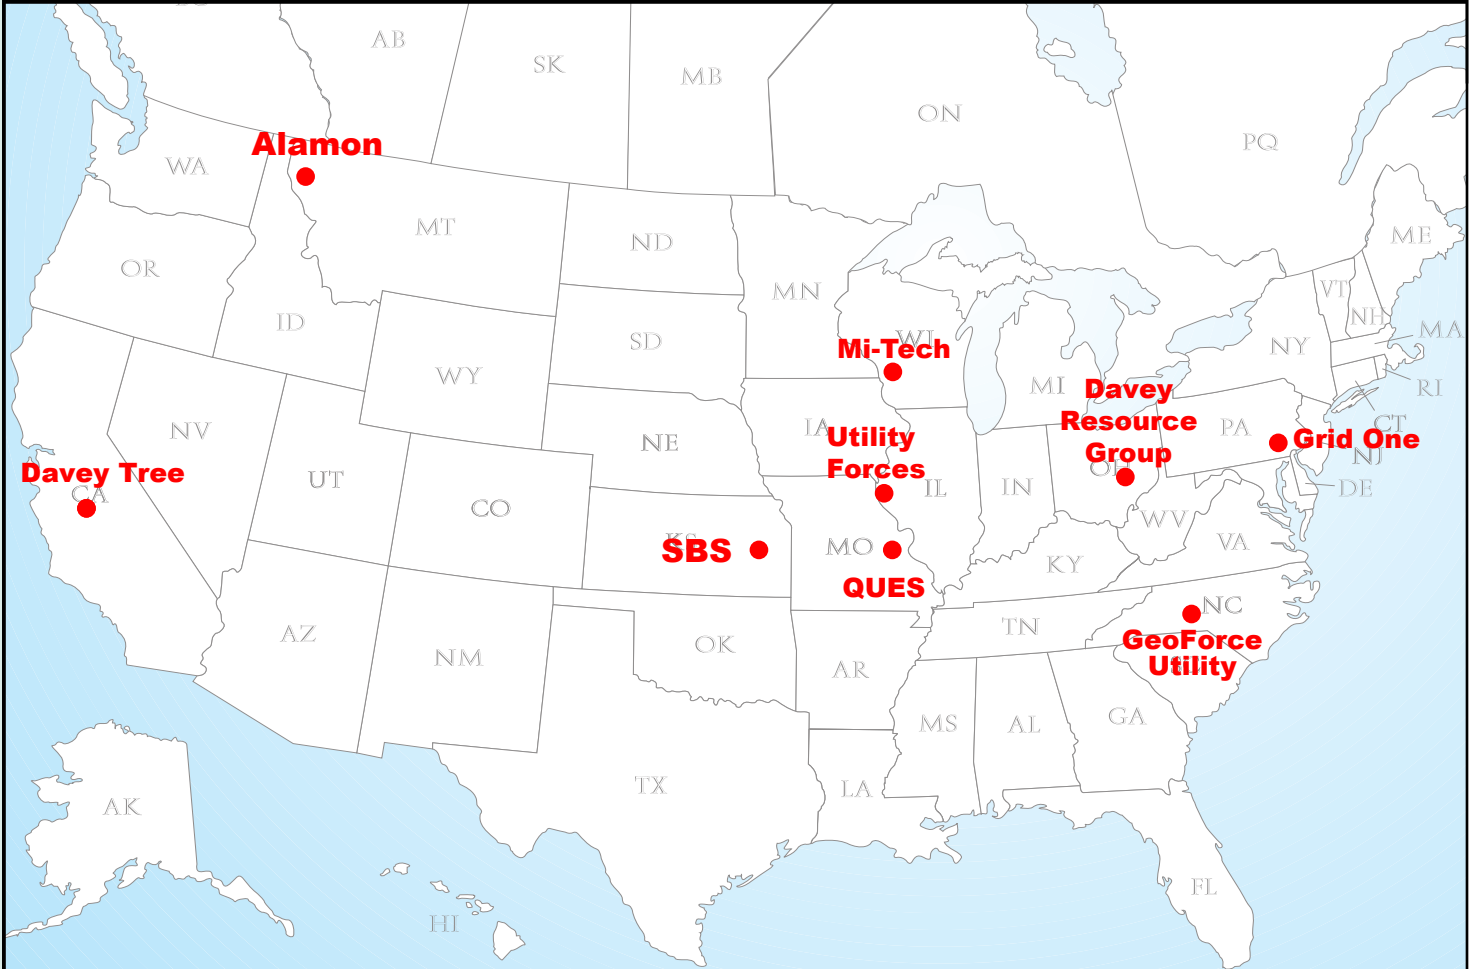 AB
SK
MB
ON
PQ
Alamon
WA
MT
ND
MN
ME
OR
ID
SD
WI
VT
NH
MA
NY
Mi-Tech
WY
MI
RI
Davey
Resource
Group
NV
NE
IA
Utility
Forces
PA
Grid One
CT
NJ
Davey Tree
CA
UT
CO
IL
IN
OH
DE
WV
VA
KS
SBS
MO
QUES
KY
NC
GeoForce
Utility
AZ
NM
OK
AR
TN
MS
AL
GA
TX
LA
AK
HI
FL